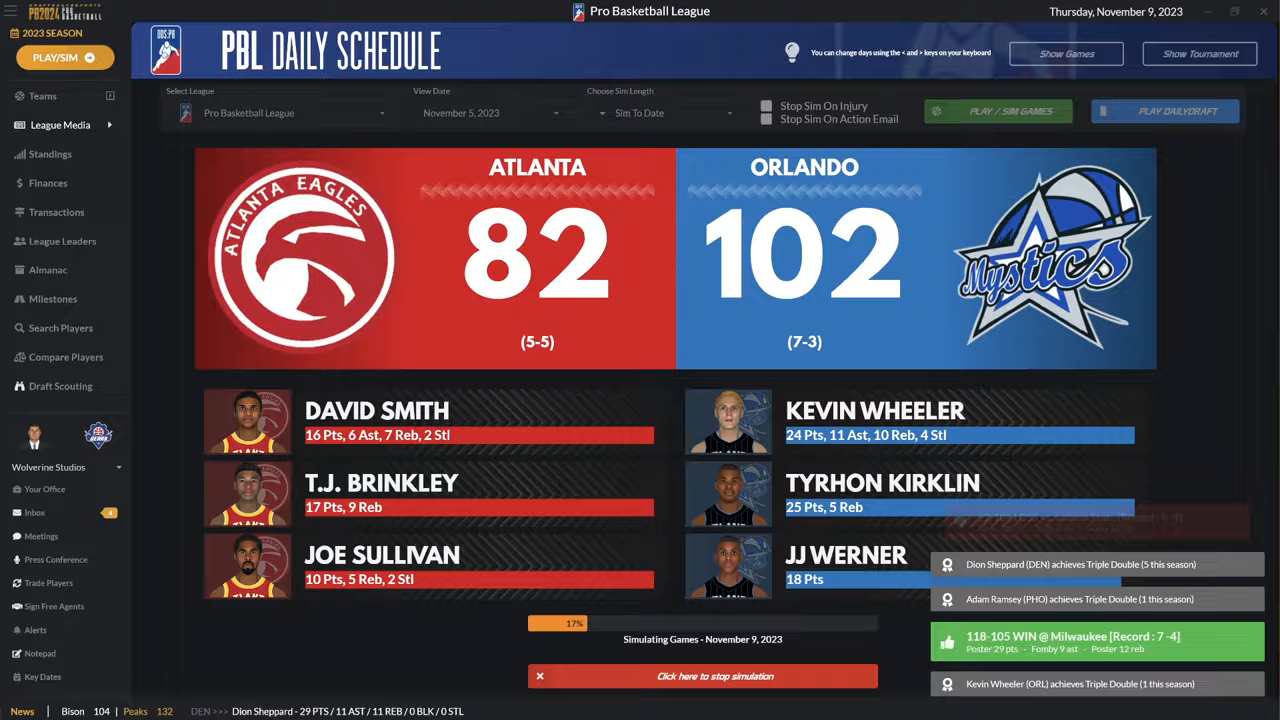 DRAFT DAY SPORTS
PB2024 PRO BASKETBALL
Pro Basketball League
Thursday, November 9, 2023
2023 SEASON
PLAY/SIM
DDS:PB
PBL DAILY SCHEDULE
You can change days using the < and > keys on your keyboard
Show Games
Show Tournament
Teams
League Media
Standings
Finances
Transactions
League Leaders
Almanac
Milestones
Search Players
Compare Players
Draft Scouting
GEARS
Wolverine Studios
Your Office
Inbox 4
Meetings
Press Conference
Trade Players
Sign Free Agents
Alerts
Notepad
Key Dates
Select League
View Date
Choose Sim Length
Pro Basketball League
November 5, 2023
Sim To Date
Stop Sim On Injury
Stop Sim On Action Email
PLAY / SIM GAMES
PLAY DAILYDRAFT
ATLANTA EAGLES
ATLANTA
82
(5-5)
ORLANDO
102
(7-3)
Mystics
DAVID SMITH
16 Pts, 6 Ast, 7 Reb, 2 Stl
T.J. BRINKLEY
17 Pts, 9 Reb
JOE SULLIVAN
10 Pts, 5 Reb, 2 Stl
KEVIN WHEELER
24 Pts, 11 Ast, 10 Reb, 4 Stl
TYRHON KIRKLIN
25 Pts, 5 Reb
JJ WERNER
18 Pts
Dion Sheppard (DEN) achieves Triple Double (5 this season)
Adam Ramsey (PHO) achieves Triple Double (1 this season)
118-105 WIN @ Milwaukee [Record : 7 -4]
Poster 29 pts - Fomby 9 ast - Poster 12 reb
Kevin Wheeler (ORL) achieves Triple Double (1 this season)
17%
Simulating Games - November 9, 2023
Click here to stop simulation
News | Bison 104 | Peaks 132 DEN >>> Dion Sheppard - 29 PTS / 11 AST / 11 REB / 0 BLK / 0 STL